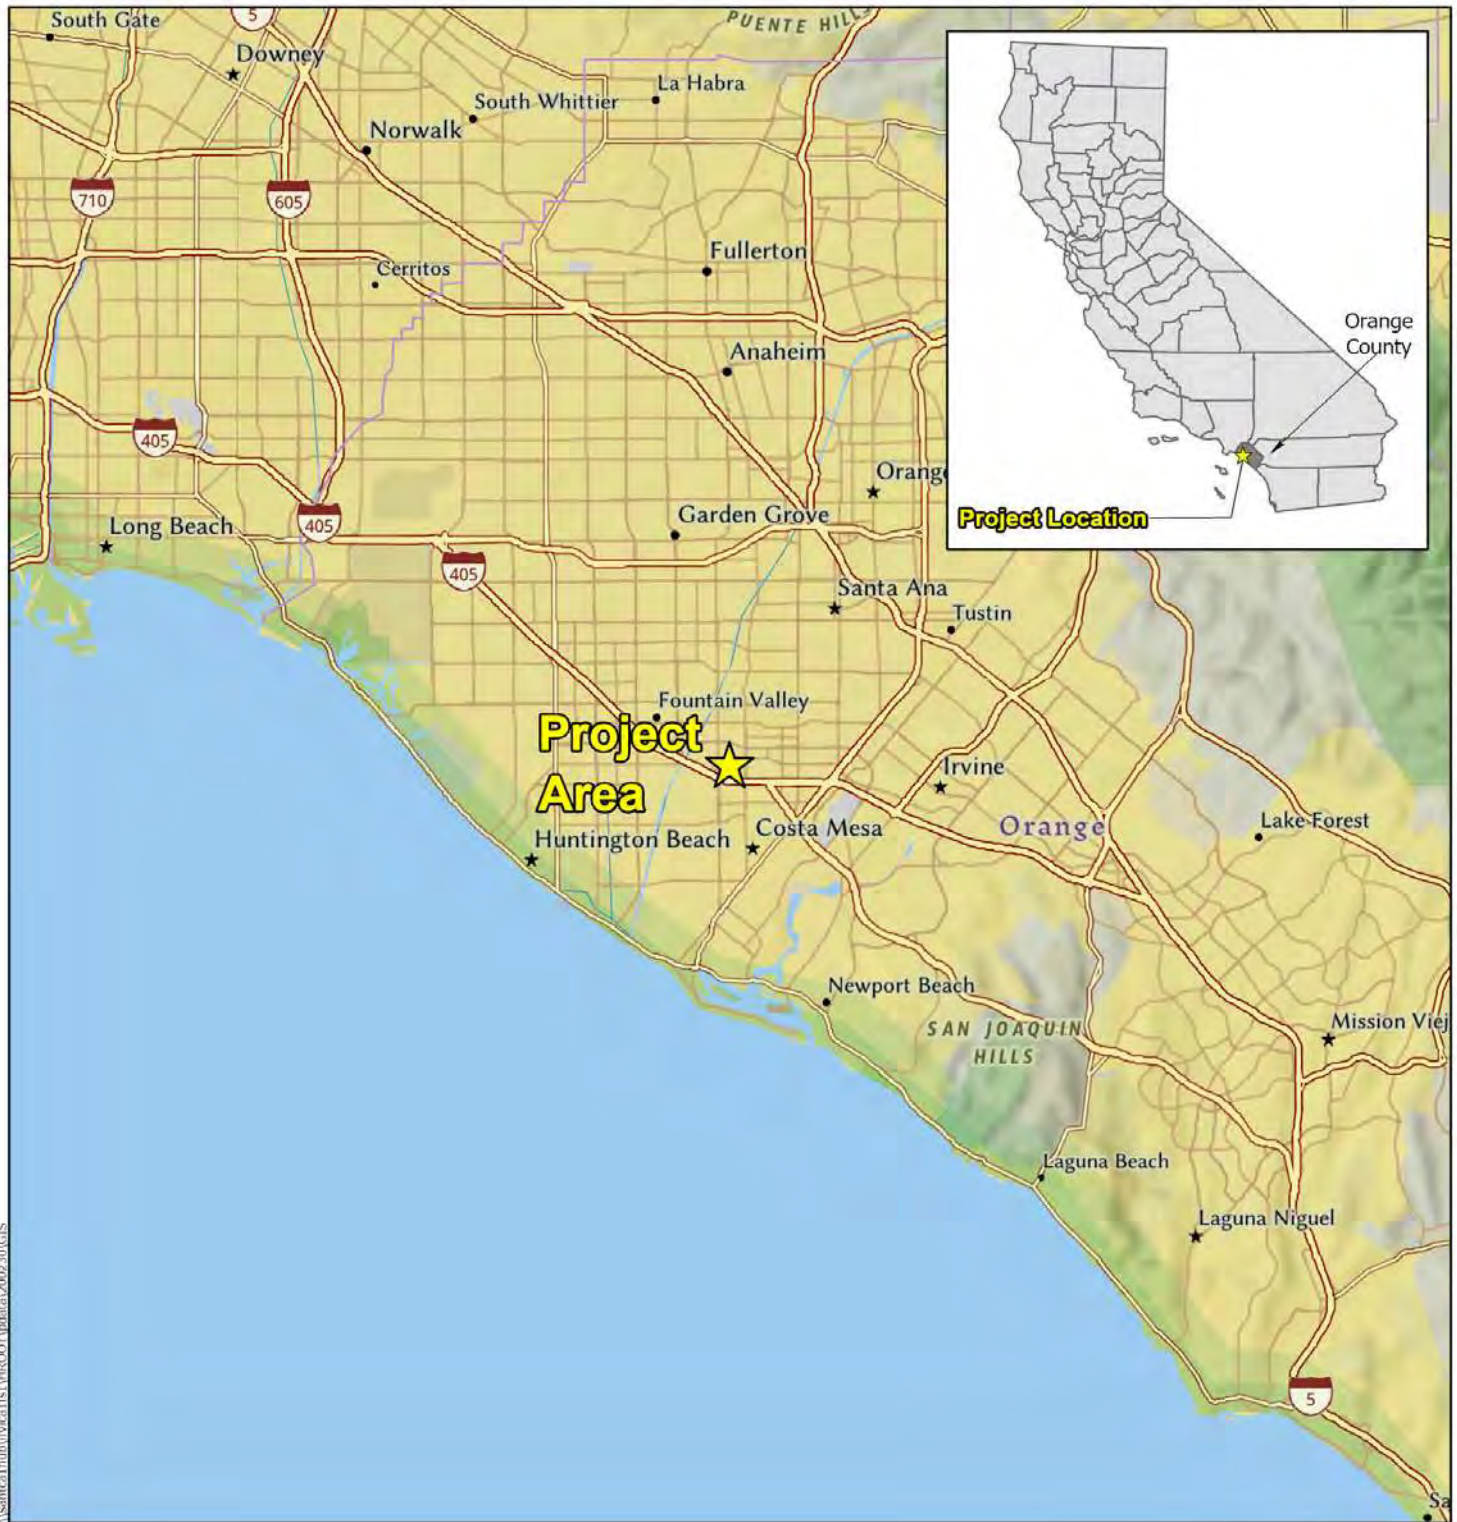 South Gate
5
PUENTE HILLS
Downey
La Habra
South Whittier
Norwalk
710
605
Fullerton
Cerritos
Orange
County
Anaheim
405
Orange
Project Location
Garden Grove
Long Beach
405
405
Santa Ana
Tustin
Fountain Valley
Project
Area
Irvine
Orange
Lake Forest
Costa Mesa
Huntington Beach
Newport Beach
SAN JOAQUIN
HILLS
Mission Viej
Laguna Beach
Laguna Niguel
5
Sa